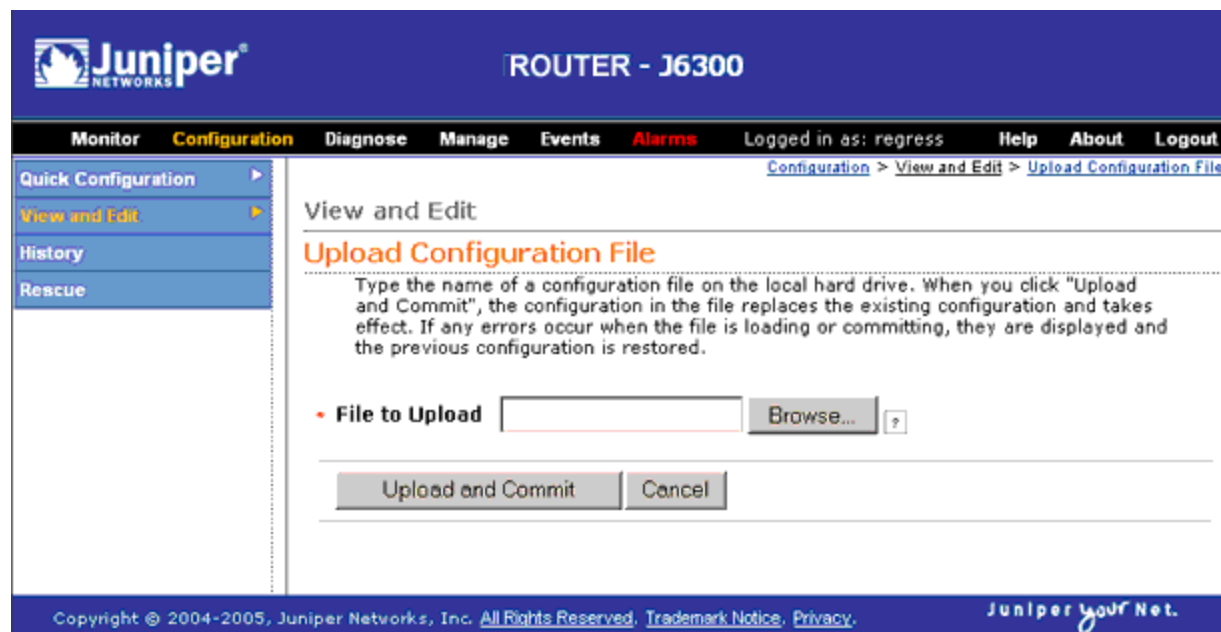 Juniper®
NETWORKS
ROUTER - J6300
Monitor Configuration Diagnose Manage Events Alarms Logged in as: regress Help About Logout
Configuration > View and Edit > Upload Configuration File
Quick Configuration
View and Edit
History
Rescue
View and Edit
Upload Configuration File
Type the name of a configuration file on the local hard drive. When you click "Upload
and Commit", the configuration in the file replaces the existing configuration and takes
effect. If any errors occur when the file is loading or committing, they are displayed and
the previous configuration is restored.
• File to Upload Browse... ?
Upload and Commit Cancel
Copyright © 2004-2005, Juniper Networks, Inc. All Rights Reserved. Trademark Notice. Privacy.
Juniper your Net.